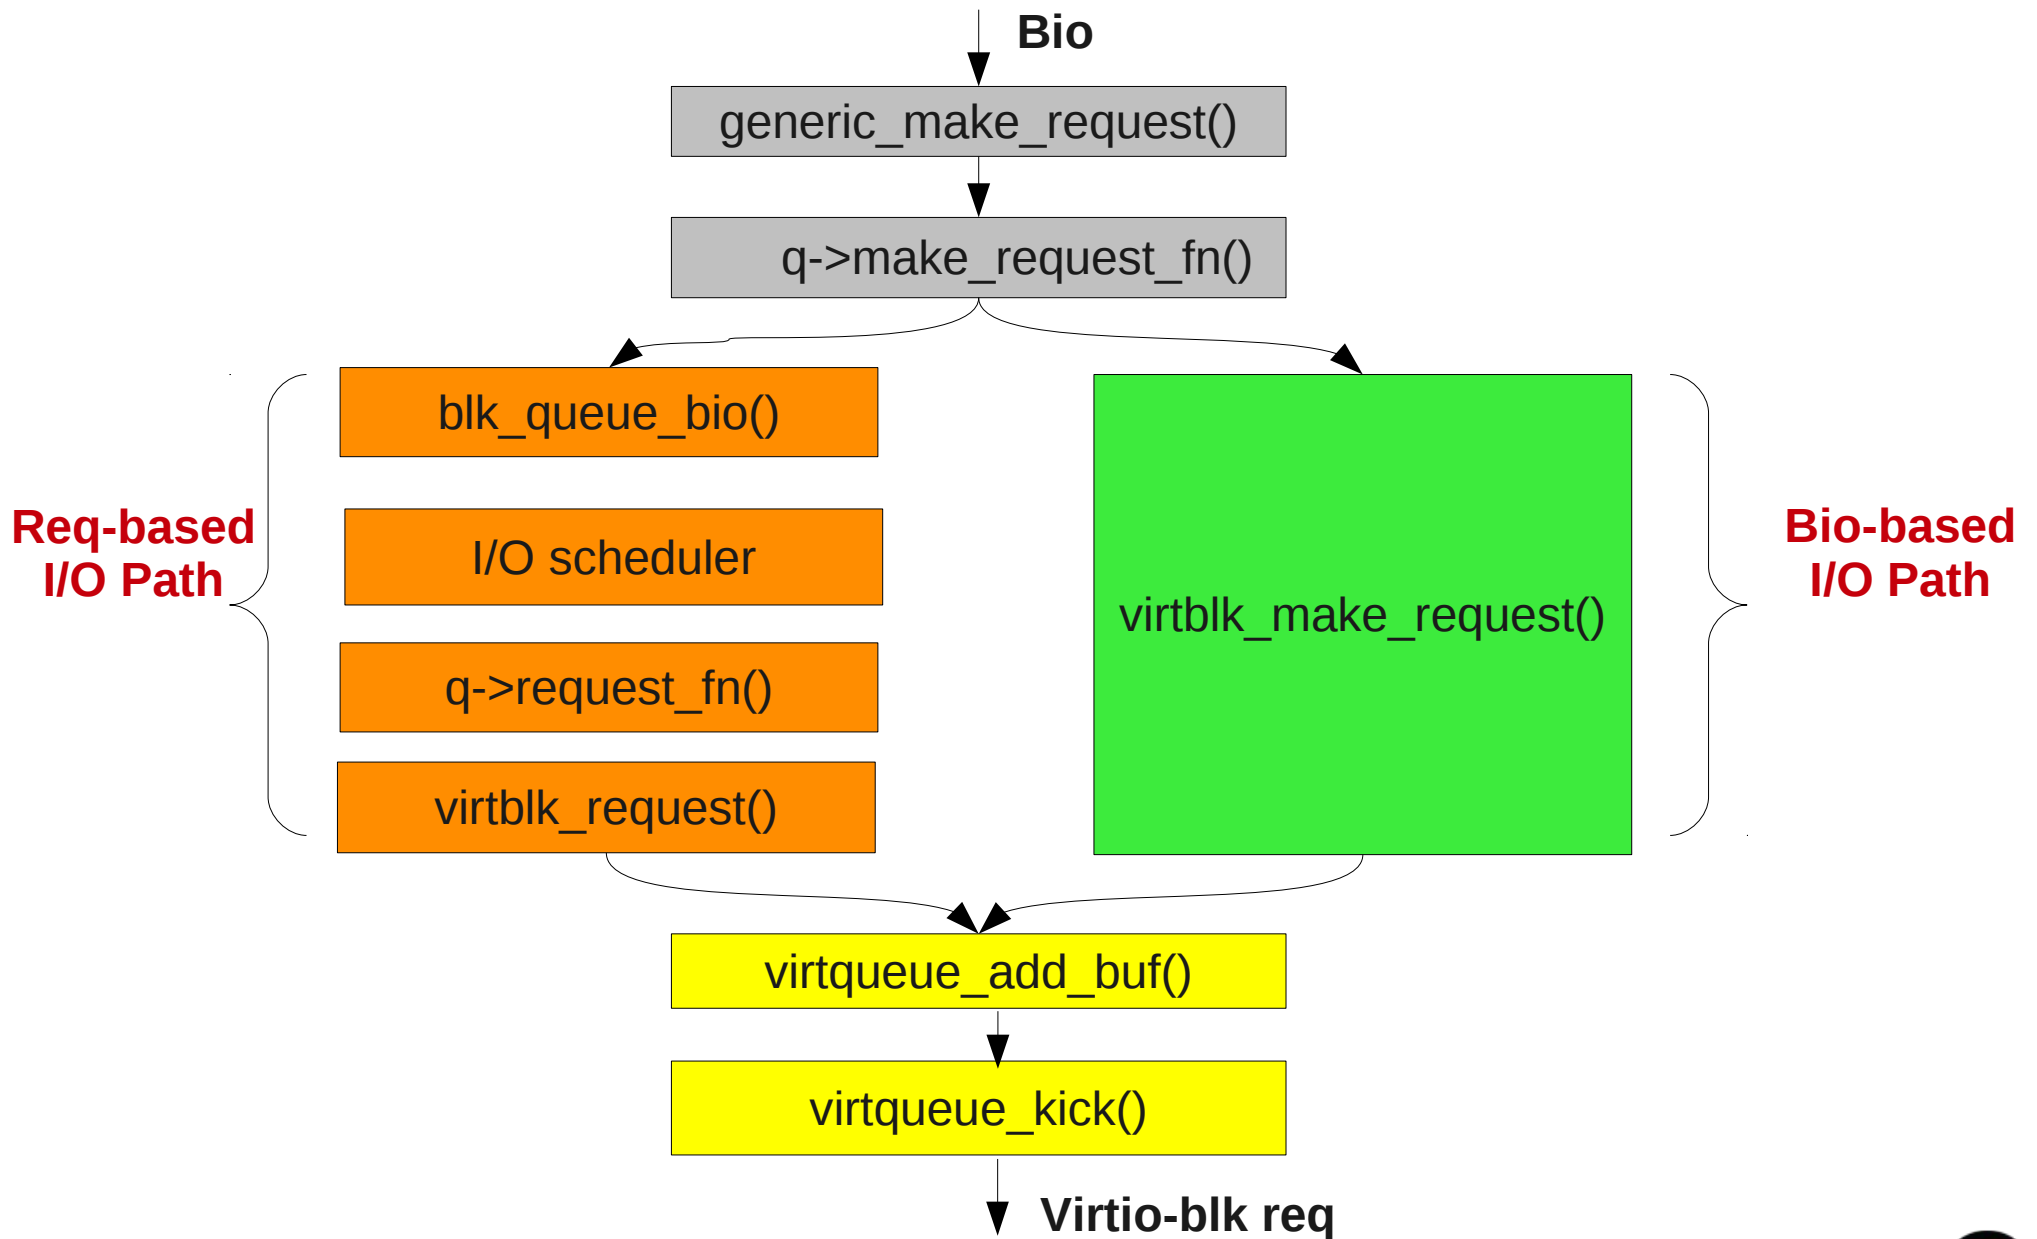 Bio
generic_make_request()
q->make_request_fn()
blk_queue_bio()
I/O scheduler
q->request_fn()
virtblk_request()
Req-based
I/O Path
virtblk_make_request()
Bio-based
I/O Path
virtqueue_add_buf()
virtqueue_kick()
Virtio-blk req